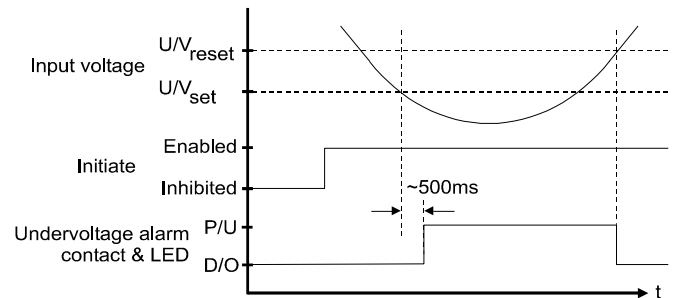 U/Vreset
Input voltage
U/Vset
Enabled
Initiate
Inhibited
~500ms
P/U
Undervoltage alarm
contact & LED
D/O
t